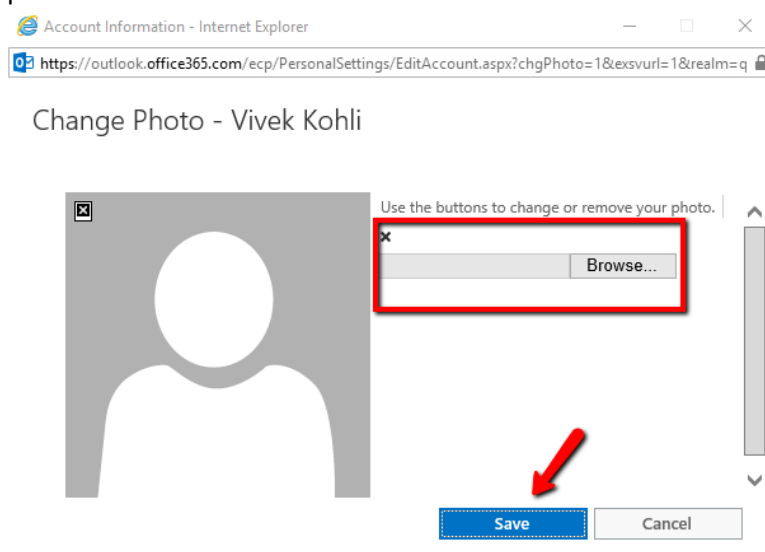 Account Information - Internet Explorer
https://outlook.office365.com/ecp/PersonalSettings/EditAccount.aspx?chgPhoto=1&exsvurl=1&realm=q
Change Photo - Vivek Kohli
Use the buttons to change or remove your photo.
Browse...
Save
Cancel